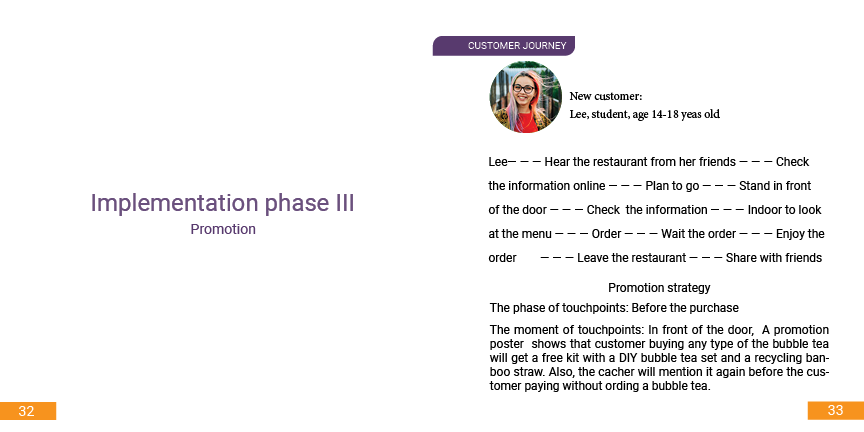 Implementation phase III
Promotion
32
CUSTOMER JOURNEY
New customer:
Lee, student, age 14-18 yeas old
Lee— — — Hear the restaurant from her friends — — — Check
the information online — — — Plan to go — — — Stand in front
of the door — — — Check the information — — — Indoor to look
at the menu — — — Order — — — Wait the order — — — Enjoy the
order — — — Leave the restaurant — — — Share with friends
Promotion strategy
The phase of touchpoints: Before the purchase
The moment of touchpoints: In front of the door, A promotion
poster shows that customer buying any type of the bubble tea
will get a free kit with a DIY bubble tea set and a recycling ban-
boo straw. Also, the cacher will mention it again before the cus-
tomer paying without ording a bubble tea.
33